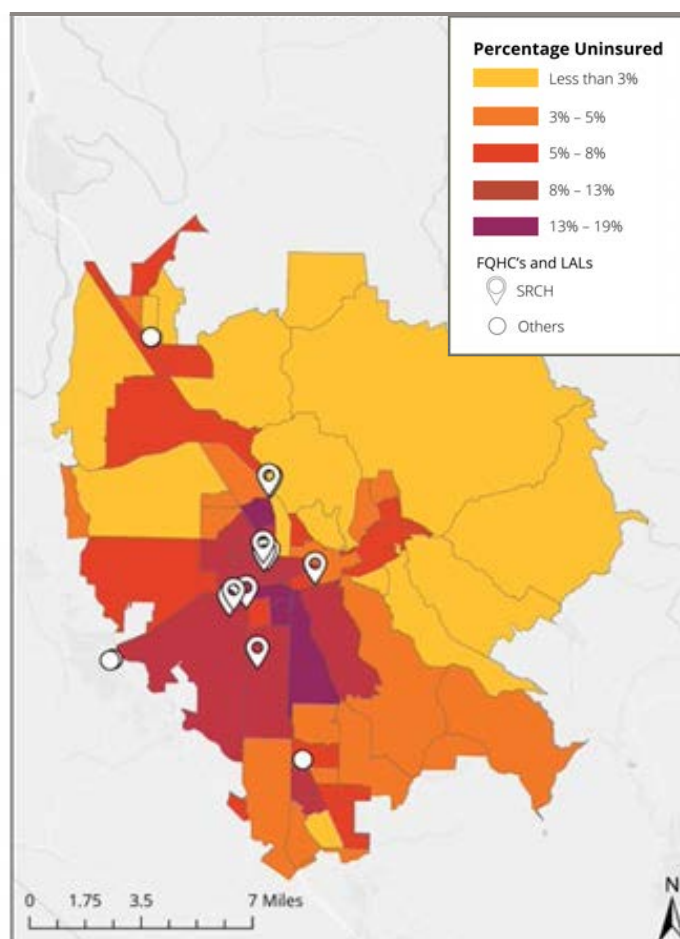 Percentage Uninsured
Less than 3%
3% – 5%
5% – 8%
8% – 13%
13% – 19%
FQHC's and LALs
SRCH
Others
0 1.75 3.5 7 Miles
N